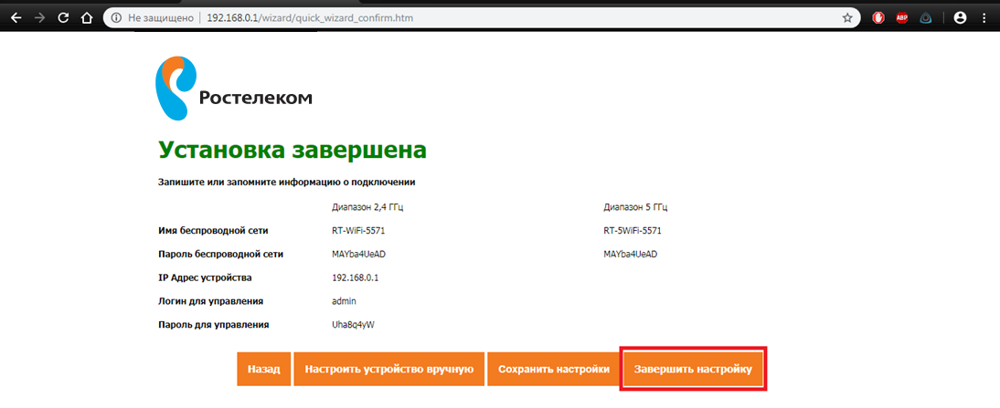 Не защищено 192.168.0.1/wizard/quick_wizard_confirm.htm ABP
Ростелеком
Установка завершена
Запишите или запомните информацию о подключении
Диапазон 2,4 ГГц Диапазон 5 ГГц
Имя беспроводной сети RT-WiFi-5571 RT-5WiFi-5571
Пароль беспроводной сети MAYba4UeAD MAYba4UeAD
IP Адрес устройства 192.168.0.1
Логин для управления admin
Пароль для управления Uha8q4yW
Назад Настроить устройство вручную Сохранить настройки Завершить настройку